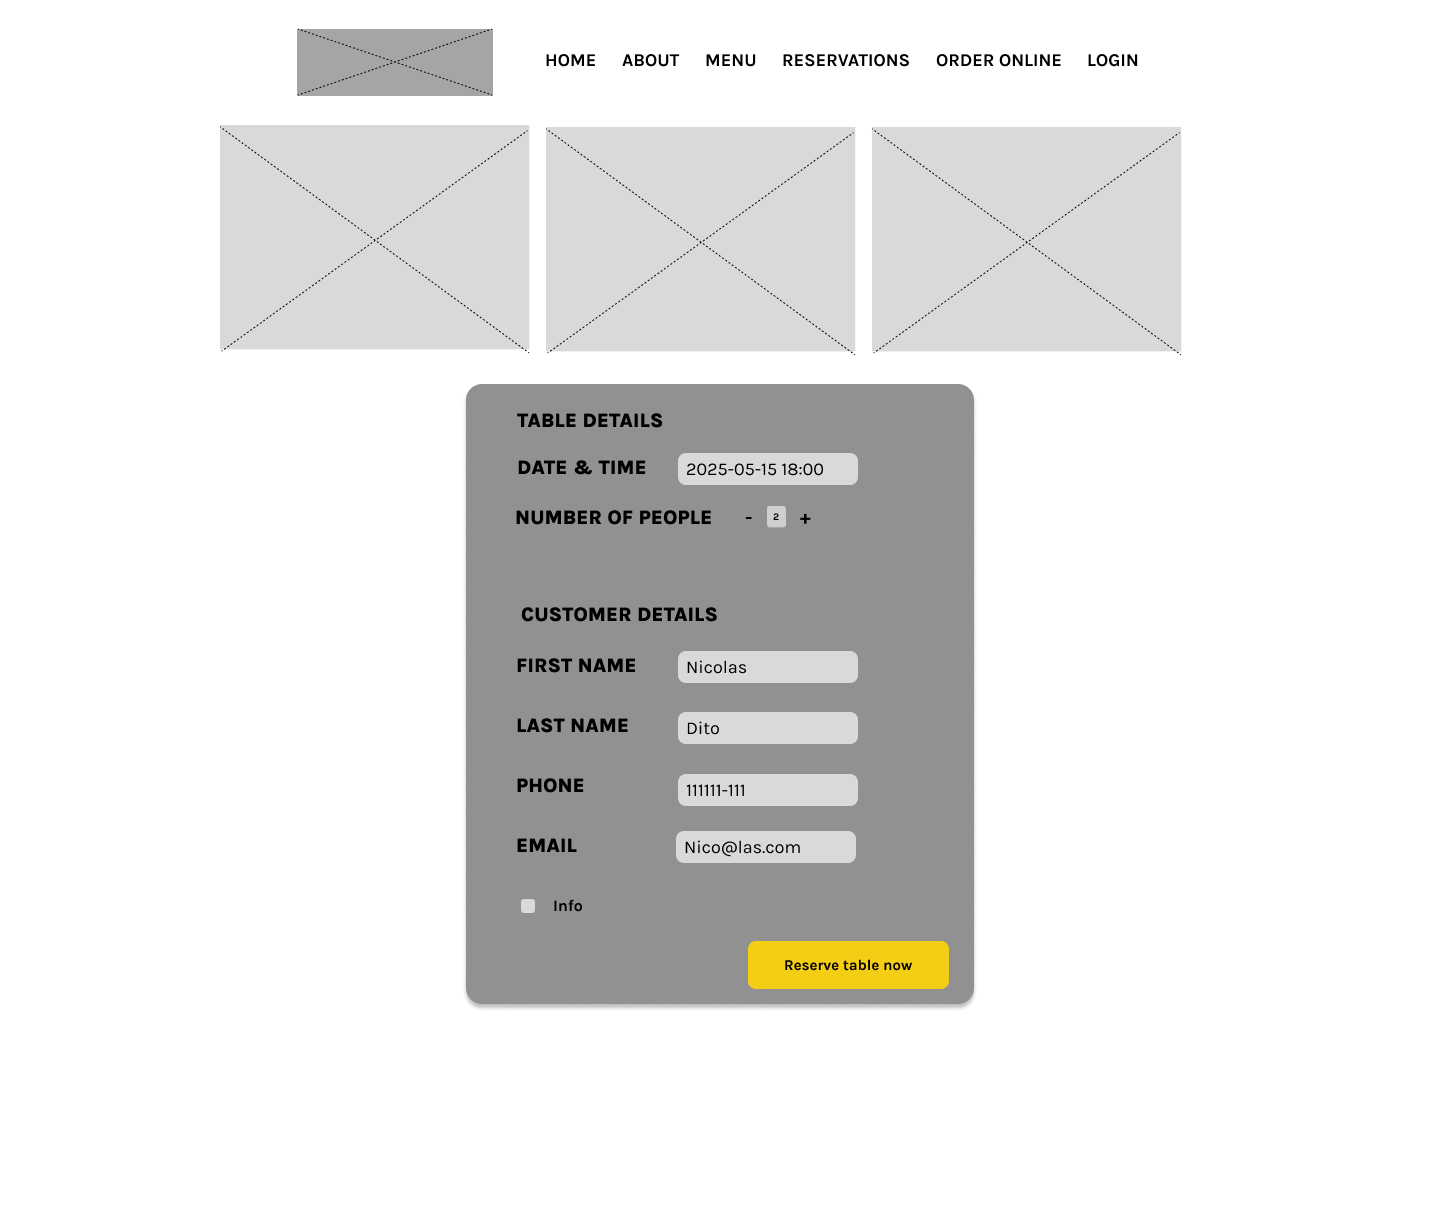 HOME ABOUT MENU RESERVATIONS ORDER ONLINE LOGIN
TABLE DETAILS
DATE & TIME 2025-05-15 18:00
NUMBER OF PEOPLE - 2 +
CUSTOMER DETAILS
FIRST NAME Nicolas
LAST NAME Dito
PHONE 111111-111
EMAIL Nico@las.com
Info
Reserve table now